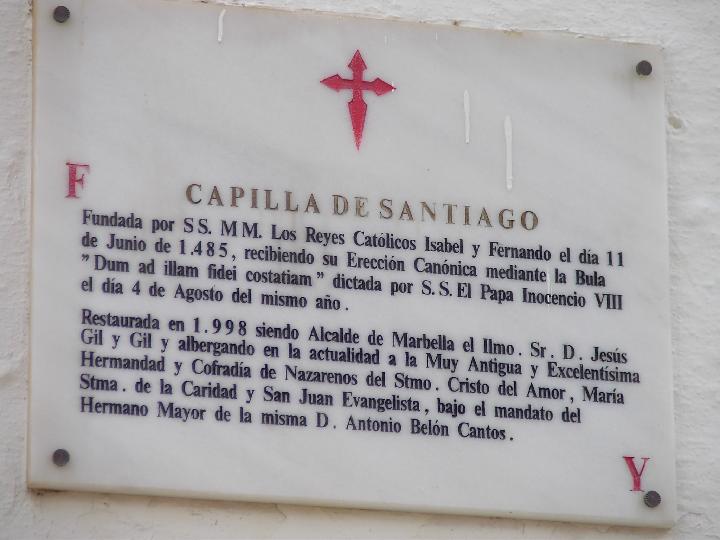 F
CAPILLA DE SANTIAGO
Fundada por SS. MM. Los Reyes Católicos Isabel y Fernando el día 11
de Junio de 1.485, recibiendo su Erección Canónica mediante la Bula
"Dum ad illam fidei costatiam" dictada por S.S. El Papa Inocencio VIII
el día 4 de Agosto del mismo año.
Restaurada en 1.998 siendo Alcalde de Marbella el Ilmo. Sr. D. Jesús
Gil y Gil y albergando en la actualidad a la Muy Antigua y Excelentísima
Hermandad y Cofradía de Nazarenos del Stmo. Cristo del Amor, María
Stma. de la Caridad y San Juan Evangelista, bajo el mandato del
Hermano Mayor de la misma D. Antonio Belón Cantos.
Y